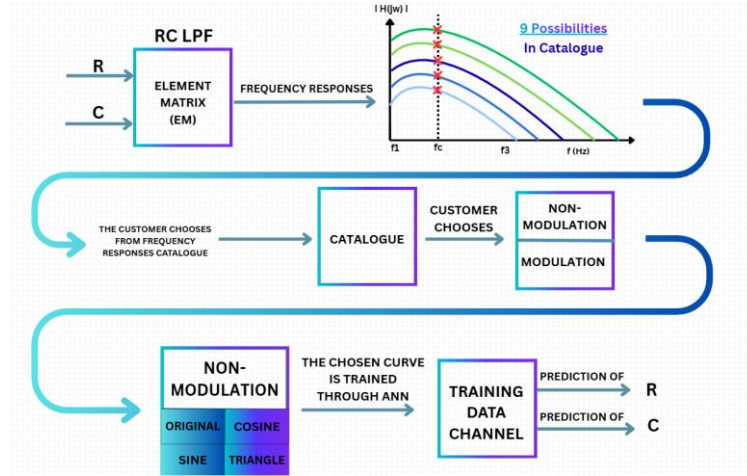 RC LPF
R
C
ELEMENT
MATRIX
(EM)
FREQUENCY RESPONSES
I H(jw) I
f1
fc
f3
f (Hz)
9 Possibilities
In Catalogue
THE CUSTOMER CHOOSES
FROM FREQUENCY
RESPONSES CATALOGUE
CATALOGUE
CUSTOMER
CHOOSES
NON-
MODULATION
MODULATION
NON-
MODULATION
ORIGINAL
COSINE
SINE
TRIANGLE
THE CHOSEN CURVE
IS TRAINED
THROUGH ANN
TRAINING
DATA
CHANNEL
PREDICTION OF
R
PREDICTION OF
C